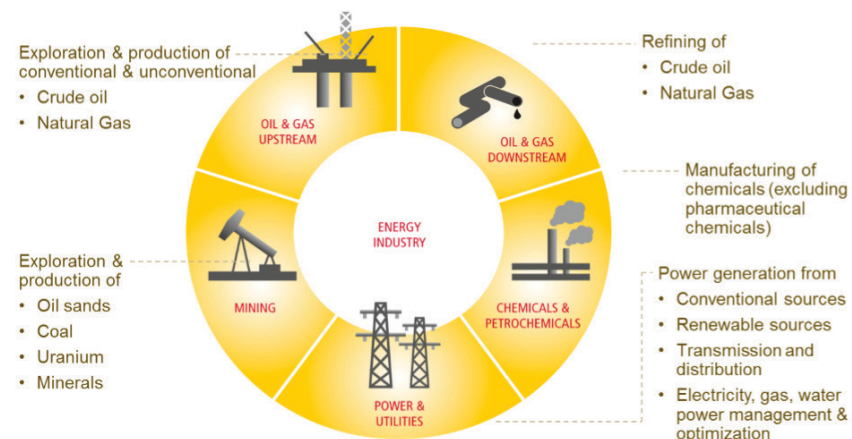 Exploration & production of
conventional & unconventional
• Crude oil
• Natural Gas
OIL & GAS
UPSTREAM
Refining of
• Crude oil
• Natural Gas
OIL & GAS
DOWNSTREAM
Manufacturing of
chemicals (excluding
pharmaceutical
chemicals)
ENERGY
INDUSTRY
Exploration &
production of
• Oil sands
• Coal
• Uranium
• Minerals
MINING
CHEMICALS &
PETROCHEMICALS
Power generation from
• Conventional sources
• Renewable sources
• Transmission and
distribution
• Electricity, gas, water
power management &
optimization
POWER &
UTILITIES